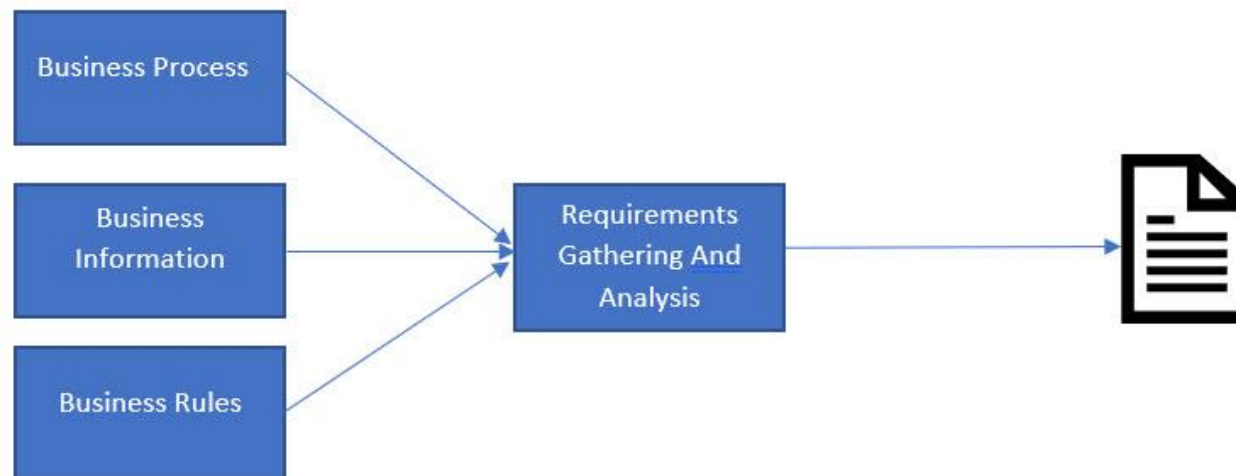 Business Process
Business
Information
Business Rules
Requirements
Gathering And
Analysis